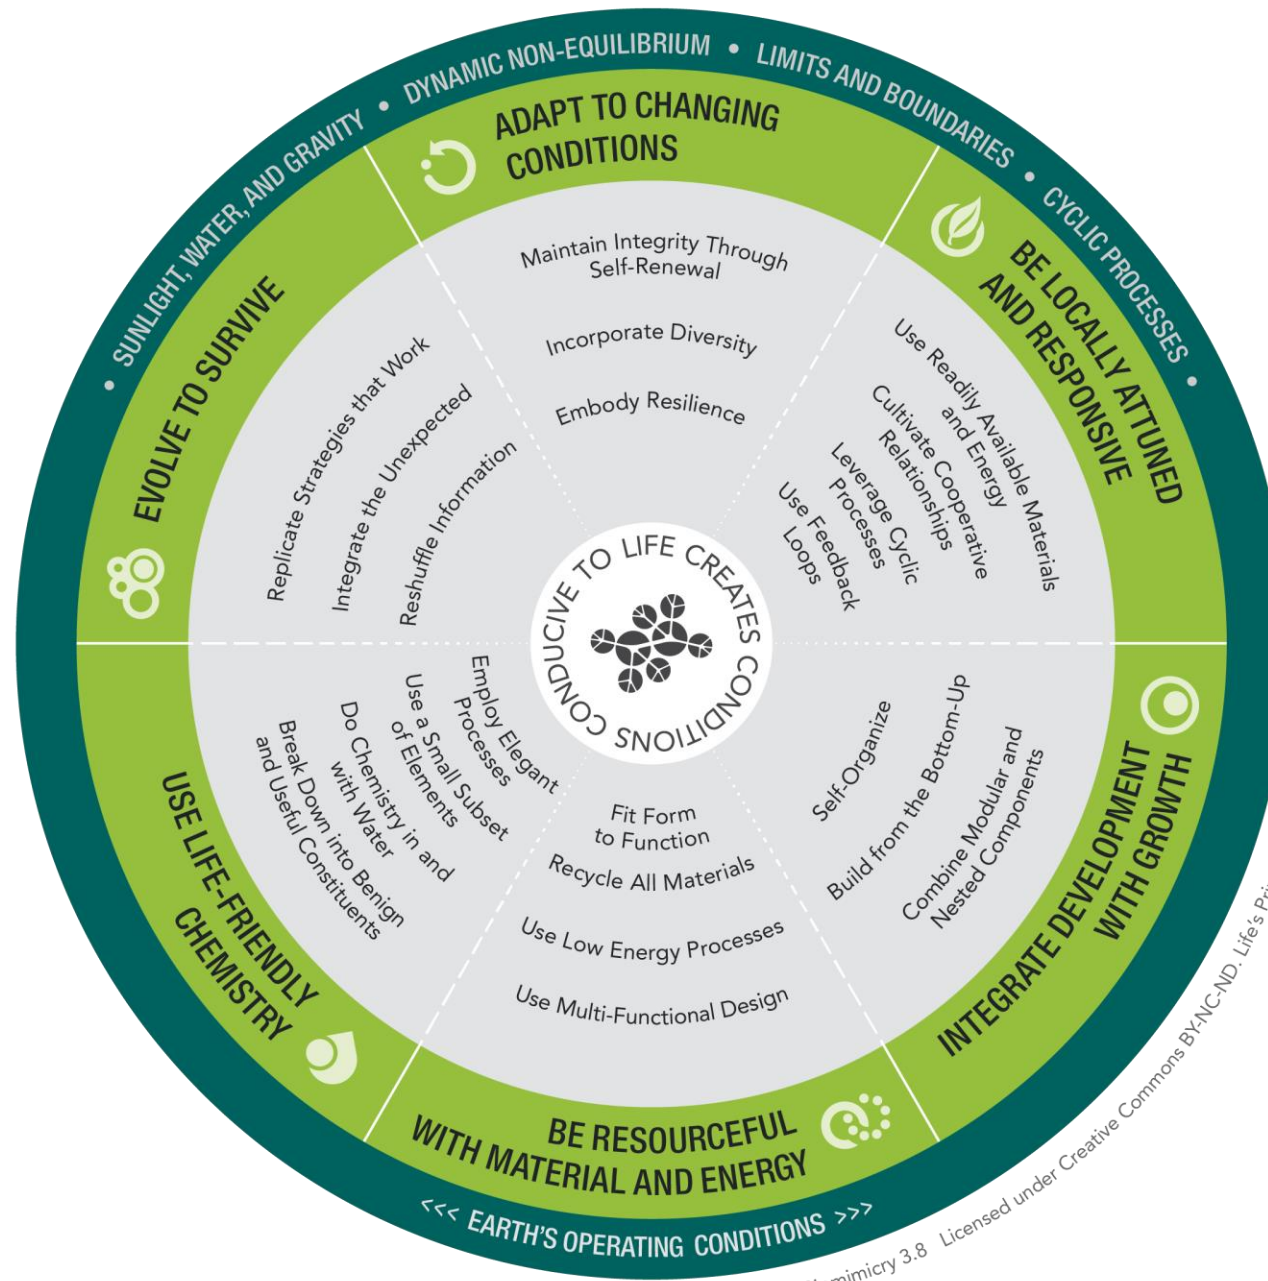 • SUNLIGHT, WATER, AND GRAVITY • DYNAMIC NON-EQUILIBRIUM • LIMITS AND BOUNDARIES • CYCLIC PROCESSES •
ADAPT TO CHANGING
CONDITIONS
Maintain Integrity Through
Self-Renewal
Incorporate Diversity
Embody Resilience
BE LOCALLY ATTUNED
AND RESPONSIVE
Use Readily Available Materials
and Energy
Cultivate Cooperative
Relationships
Leverage Cyclic
Processes
Use Feedback
Loops
INTEGRATE DEVELOPMENT
WITH GROWTH
Self-Organize
Build from the Bottom-Up
Combine Modular and
Nested Components
BE RESOURCEFUL
WITH MATERIAL AND ENERGY
Fit Form
to Function
Recycle All Materials
Use Low Energy Processes
Use Multi-Functional Design
USE LIFE-FRIENDLY
CHEMISTRY
Employ Elegant
Processes
Use a Small Subset
of Elements
Do Chemistry in and
with Water
Break Down into Benign
and Useful Constituents
EVOLVE TO SURVIVE
Replicate Strategies that Work
Integrate the Unexpected
Reshuffle Information
LIFE CREATES CONDITIONS CONDUCIVE TO
<<< EARTH'S OPERATING CONDITIONS >>>
3.8 Licensed under Creative Commons BY-NC-ND. Life's